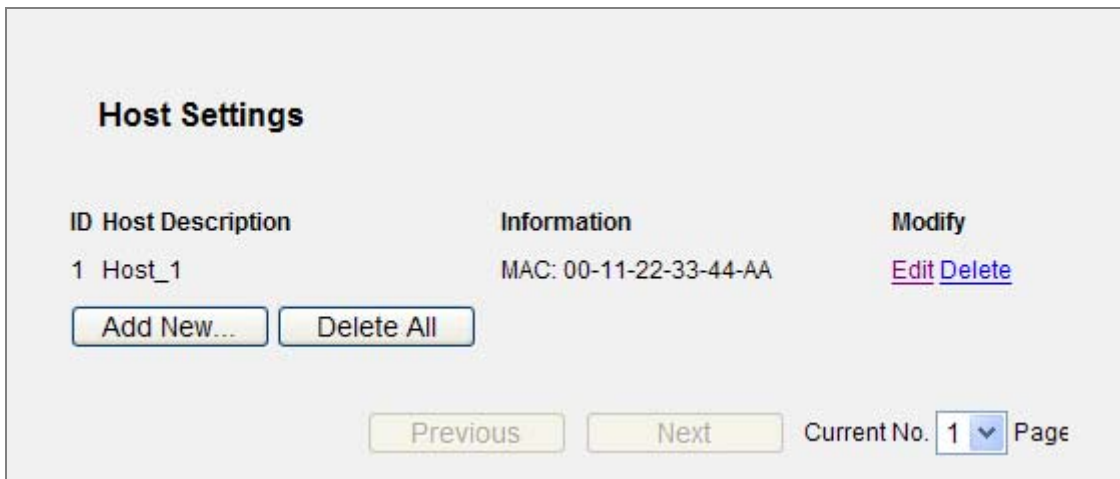 Host Settings
ID Host Description Information Modify
1 Host_1 MAC: 00-11-22-33-44-AA Edit Delete
Add New... Delete All
Previous Next Current No. 1 Page